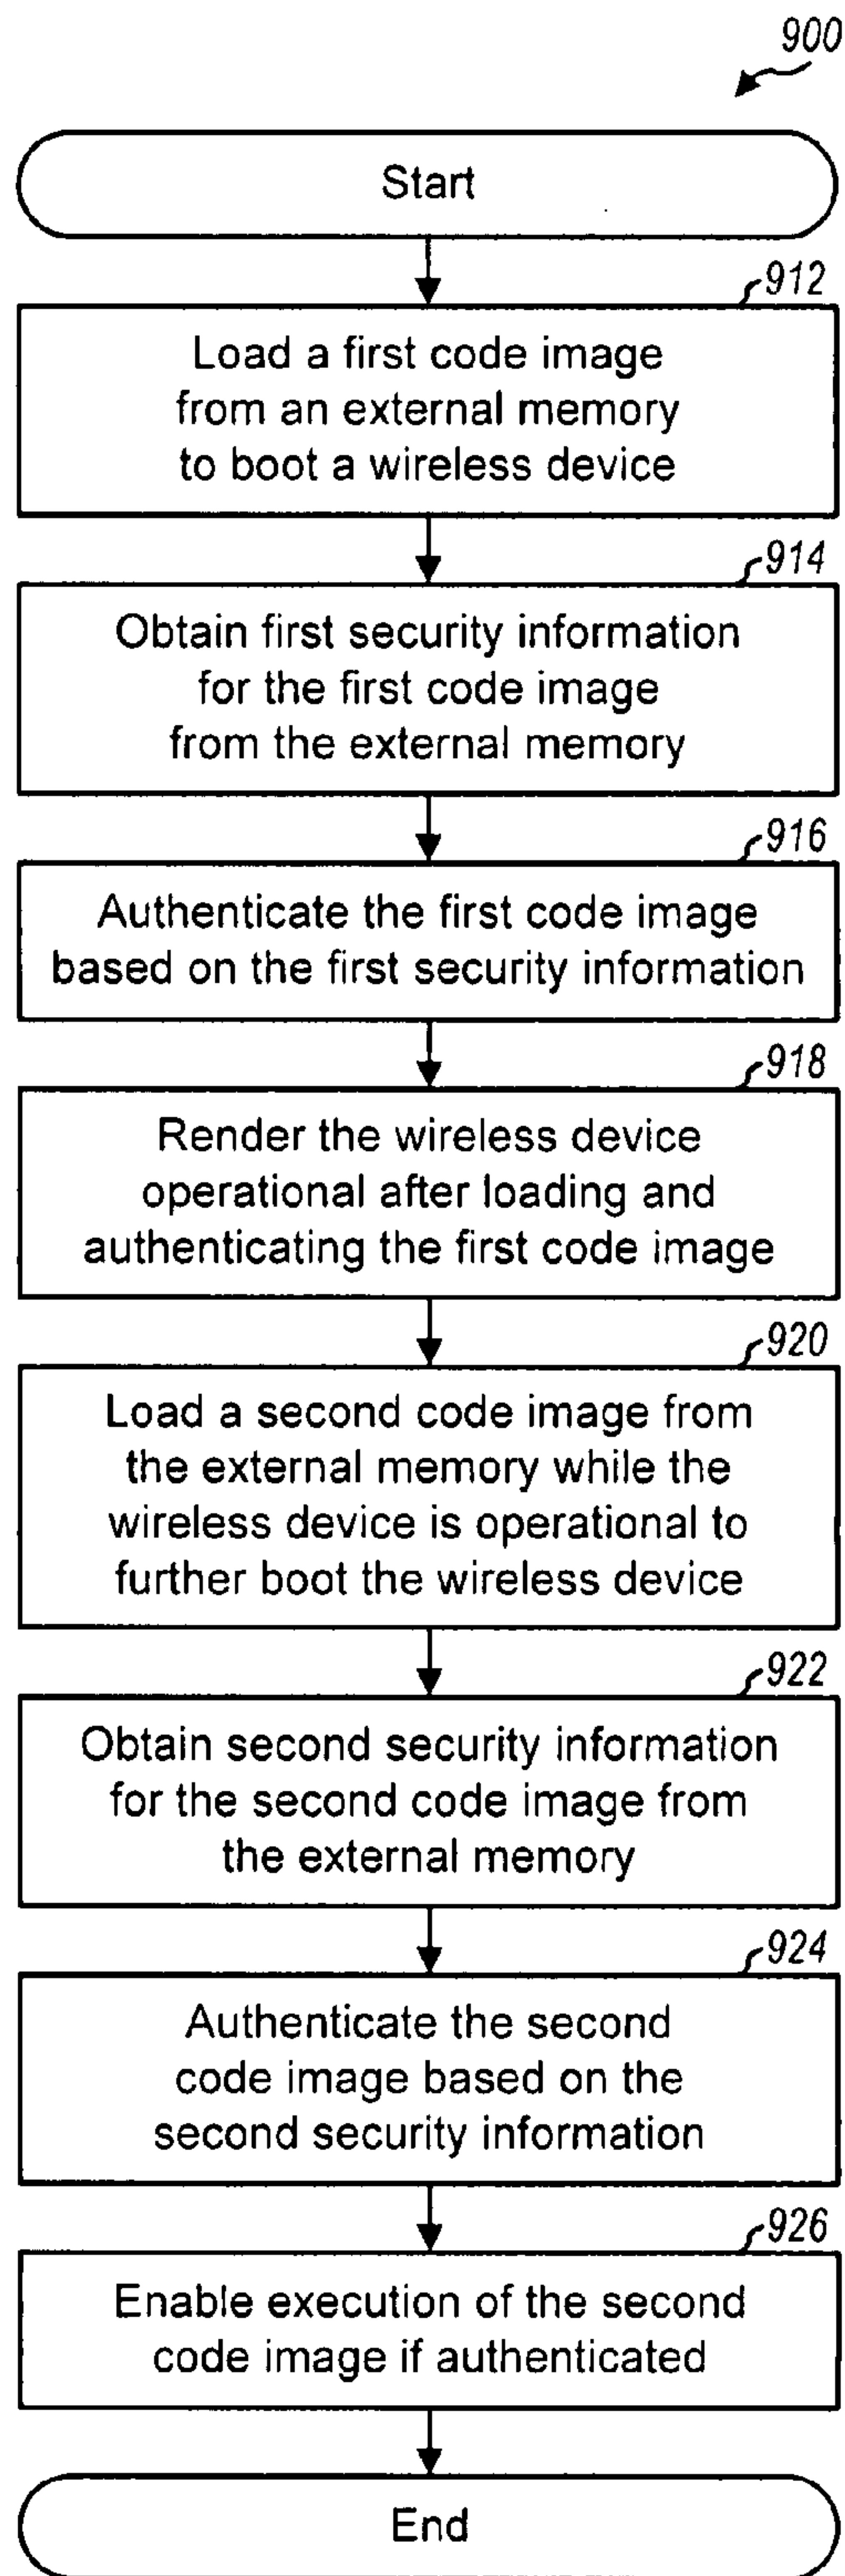 900
Start
912
Load a first code image
from an external memory
to boot a wireless device
914
Obtain first security information
for the first code image
from the external memory
916
Authenticate the first code image
based on the first security information
918
Render the wireless device
operational after loading and
authenticating the first code image
920
Load a second code image from
the external memory while the
wireless device is operational to
further boot the wireless device
922
Obtain second security information
for the second code image from
the external memory
924
Authenticate the second
code image based on the
second security information
926
Enable execution of the second
code image if authenticated
End